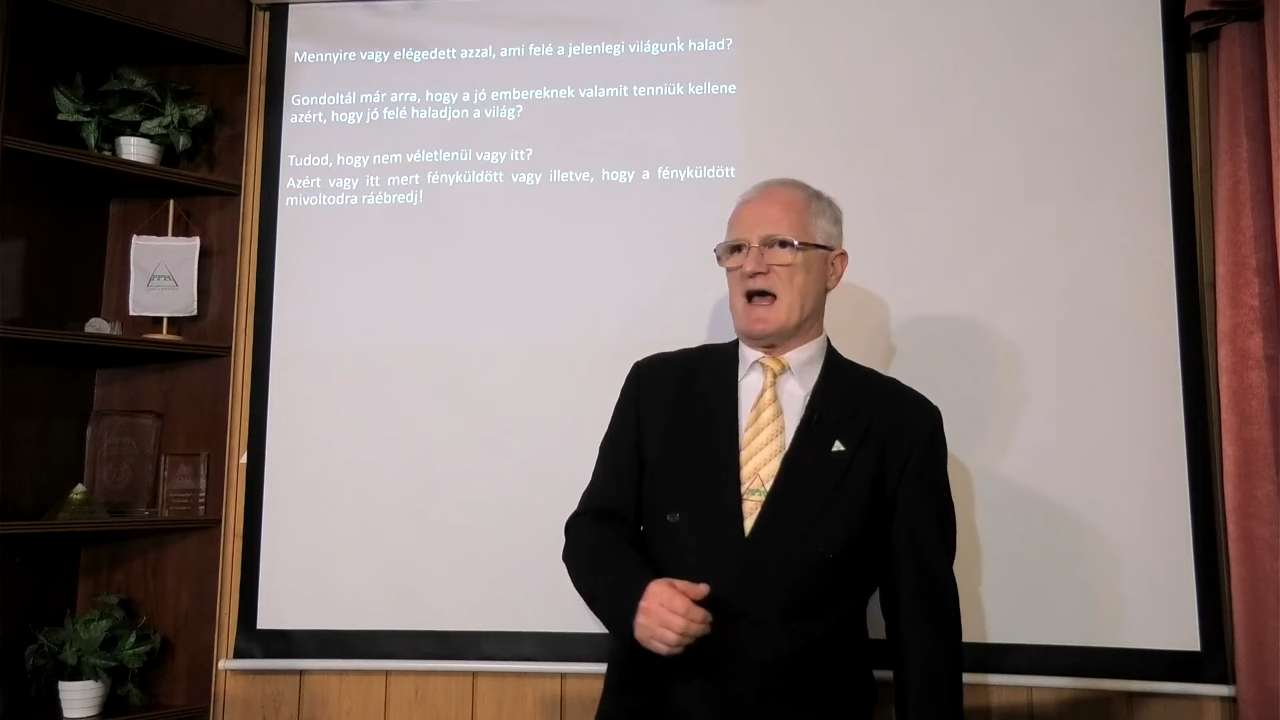 Mennyire vagy elégedett azzal, ami felé a jelenlegi világunk halad?
Gondoltál már arra, hogy a jó embereknek valamit tenniük kellene
azért, hogy jó felé haladjon a világ?
Tudod, hogy nem véletlenül vagy itt?
Azért vagy itt mert fényküldött vagy illetve, hogy a fényküldött
mivoltodra ráébredj!